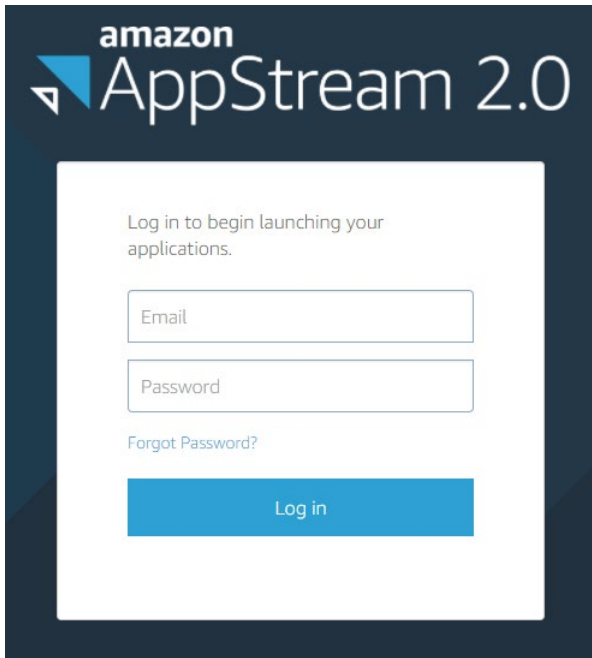 amazon
AppStream 2.0
Log in to begin launching your
applications.
Email
Password
Forgot Password?
Log in